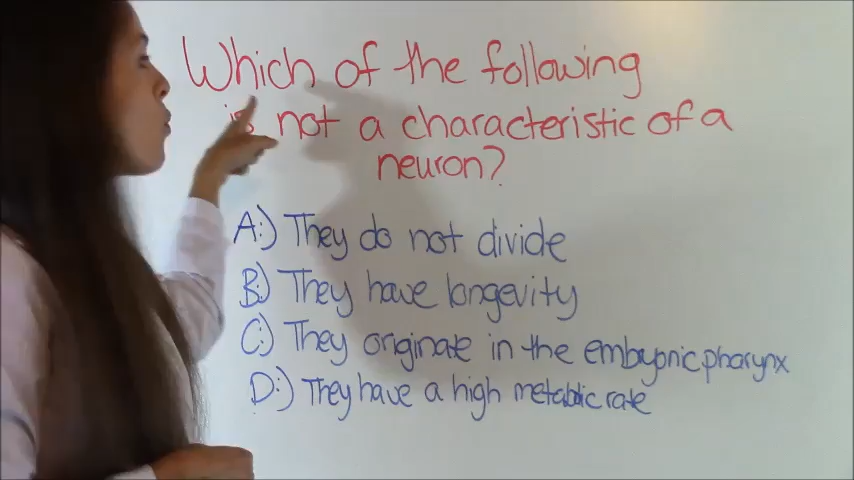 Which of the following
is not a characteristic of a
neuron?
A:) They do not divide
B:) They have longevity
C:) They originate in the embyonic pharynx
D:) They have a high metabolic rate